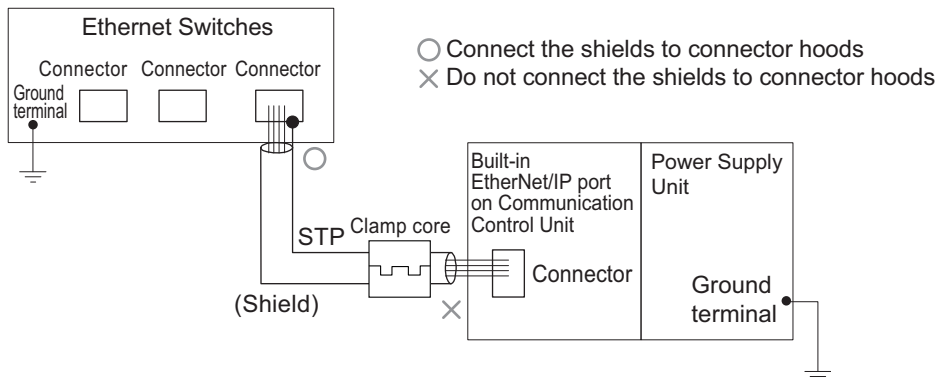 Ethernet Switches
Connector Connector Connector
Ground
terminal
Connect the shields to connector hoods
Do not connect the shields to connector hoods
Built-in
EtherNet/IP port
on Communication
Control Unit
Power Supply
Unit
STP
Clamp core
Connector
(Shield)
Ground
terminal